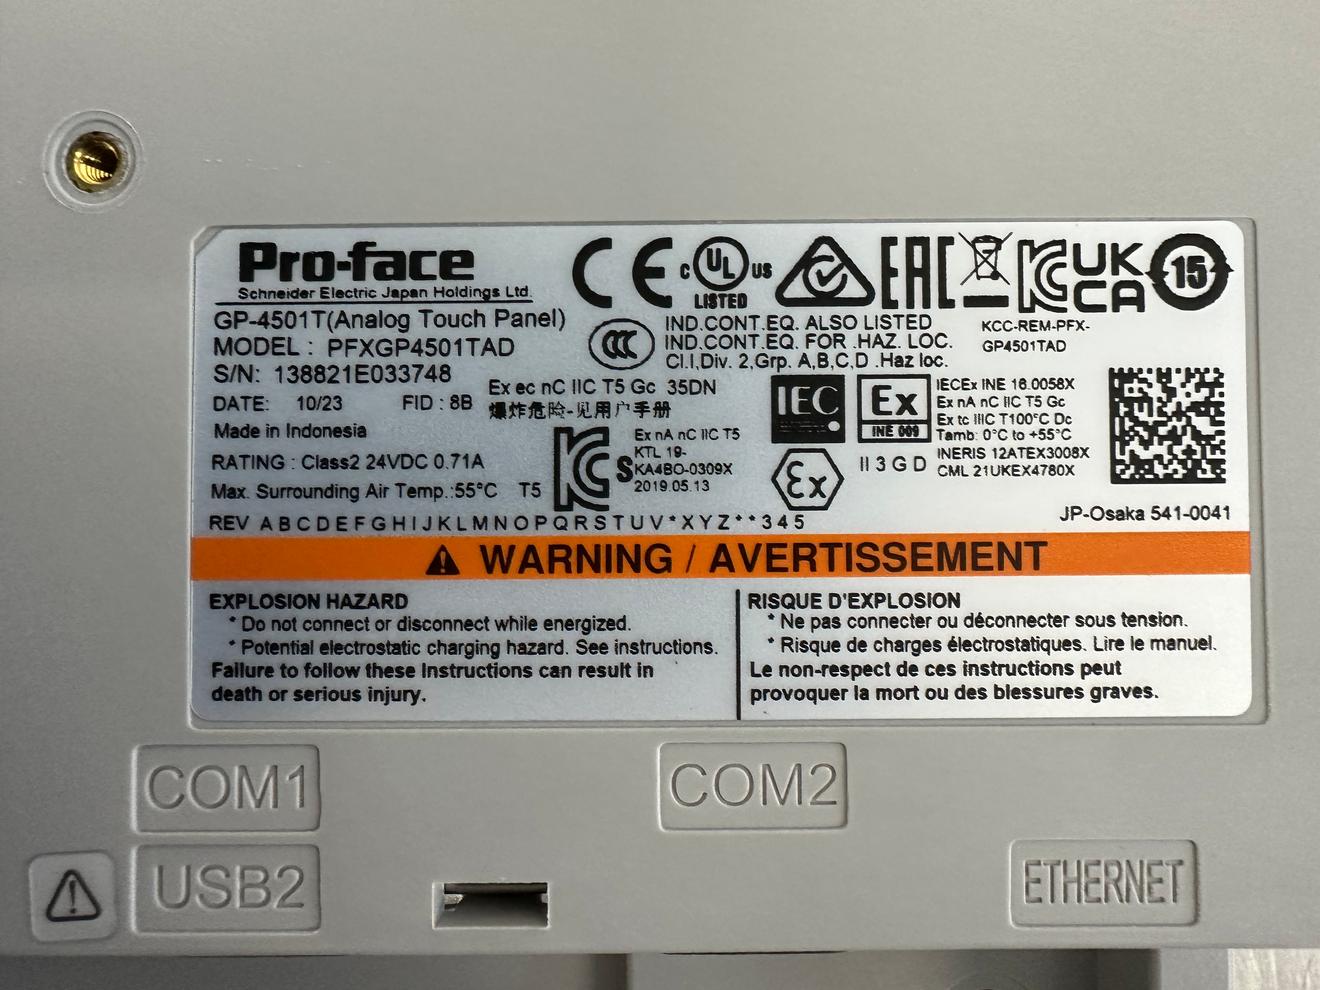 Pro-face
Schneider Electric Japan Holdings Ltd.
GP-4501T(Analog Touch Panel)
MODEL : PFXGP4501TAD
S/N: 138821E033748
DATE: 10/23 FID : 8B
Made in Indonesia
RATING : Class2 24VDC 0.71A
Max. Surrounding Air Temp.:55°C T5
REV A B C D E F G H I J K L M N O P Q R S T U V * X Y Z * * 3 4 5
CE
C UL US
LISTED
EAC
KC
UK
CA
15
CCC
IND.CONT.EQ. ALSO LISTED
IND.CONT.EQ. FOR .HAZ. LOC.
Cl.I,Div. 2,Grp. A,B,C,D .Haz loc.
KCC-REM-PFX-
GP4501TAD
Ex ec nC IIC T5 Gc 35DN
爆炸危险-见用户手册
KCs
Ex nA nC IIC T5
KTL 19-
KA4BO-0309X
2019.05.13
IEC
Ex
INE 009
Ex
II 3 G D
IECEx INE 16.0058X
Ex nA nC IIC T5 Gc
Ex tc IIIC T100°C Dc
Tamb: 0°C to +55°C
INERIS 12ATEX3008X
CML 21UKEX4780X
JP-Osaka 541-0041
WARNING / AVERTISSEMENT
EXPLOSION HAZARD
* Do not connect or disconnect while energized.
* Potential electrostatic charging hazard. See instructions.
Failure to follow these Instructions can result in
death or serious injury.
RISQUE D'EXPLOSION
* Ne pas connecter ou déconnecter sous tension.
* Risque de charges électrostatiques. Lire le manuel.
Le non-respect de ces instructions peut
provoquer la mort ou des blessures graves.
COM1
COM2
USB2
ETHERNET